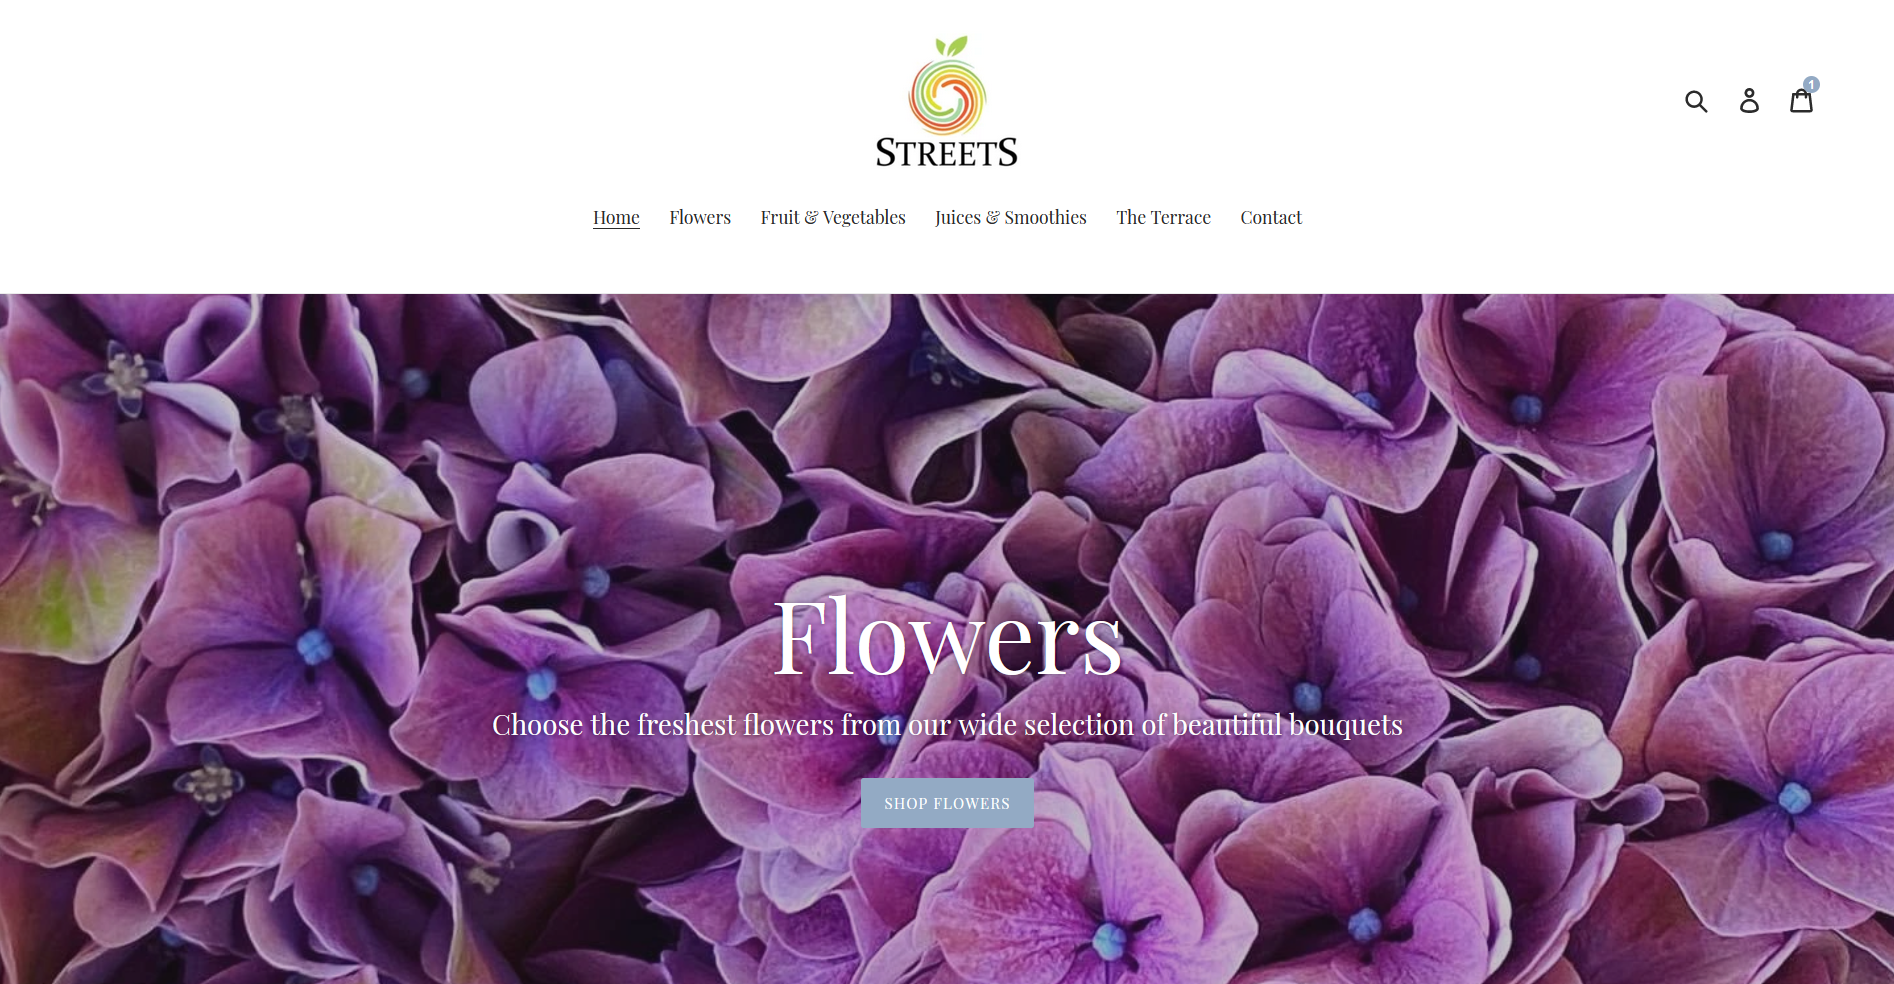 STREETS
1
Home Flowers Fruit & Vegetables Juices & Smoothies The Terrace Contact
Flowers
Choose the freshest flowers from our wide selection of beautiful bouquets
SHOP FLOWERS